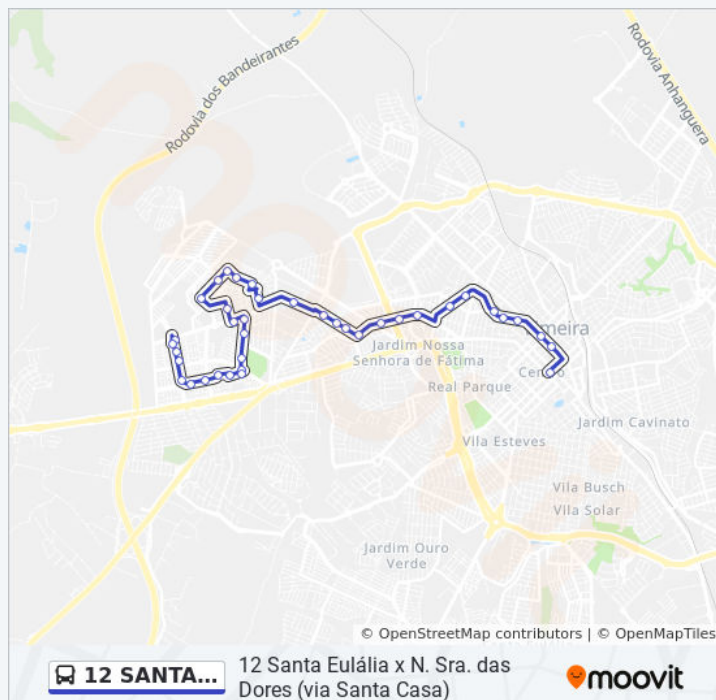 Rodovia dos Bandeirantes
Rodovia Anhanguera
meira
Jardim Nossa
Senhora de Fátima
Real Parque
Jardim Cavinato
Vila Esteves
Vila Busch
Vila Solar
Jardim Ouro
Verde
© OpenStreetMap contributors | © OpenMapTiles
12 SANTA...
12 Santa Eulália x N. Sra. das
Dores (via Santa Casa)
moovit